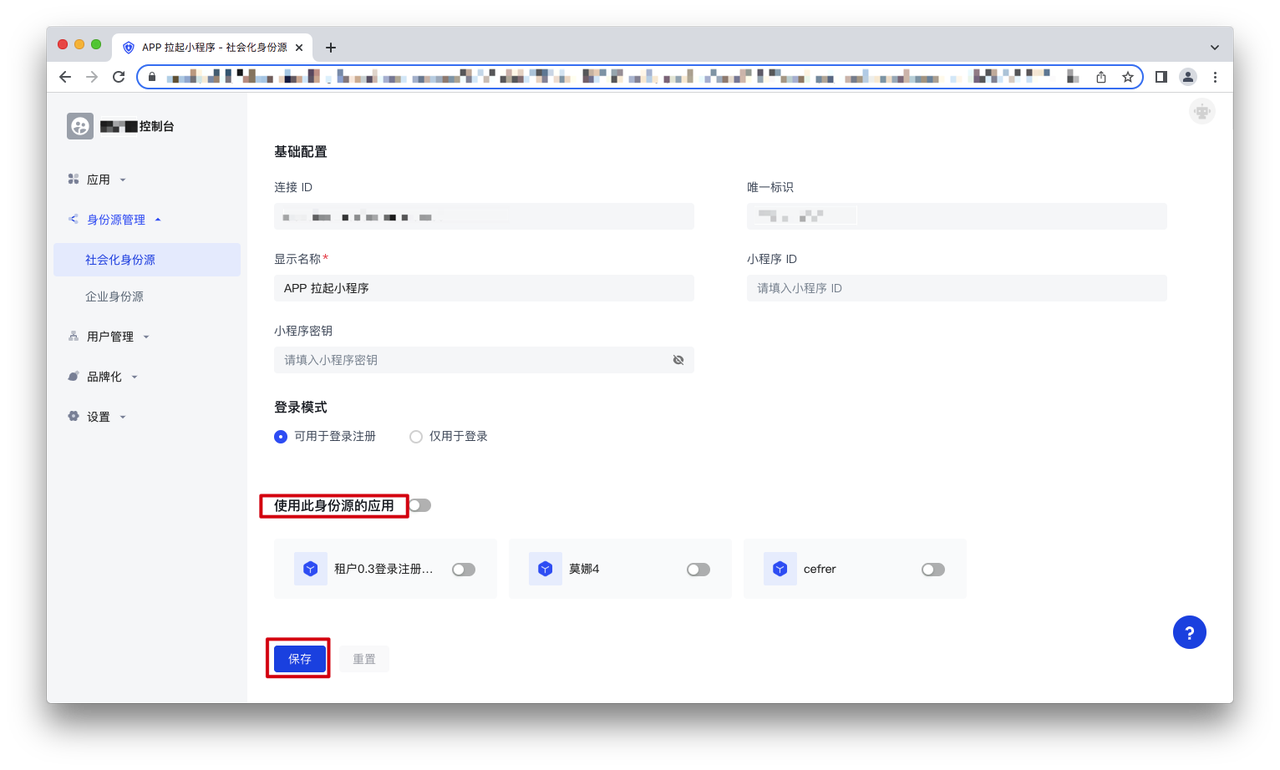 APP 拉起小程序 - 社会化身份源
控制台
应用
身份源管理
社会化身份源
企业身份源
用户管理
品牌化
设置
基础配置
连接 ID
唯一标识
显示名称*
小程序 ID
APP 拉起小程序
请填入小程序 ID
小程序密钥
请填入小程序密钥
登录模式
可用于登录注册
仅用于登录
使用此身份源的应用
租户0.3登录注册...
莫娜4
cefrer
保存
重置
?